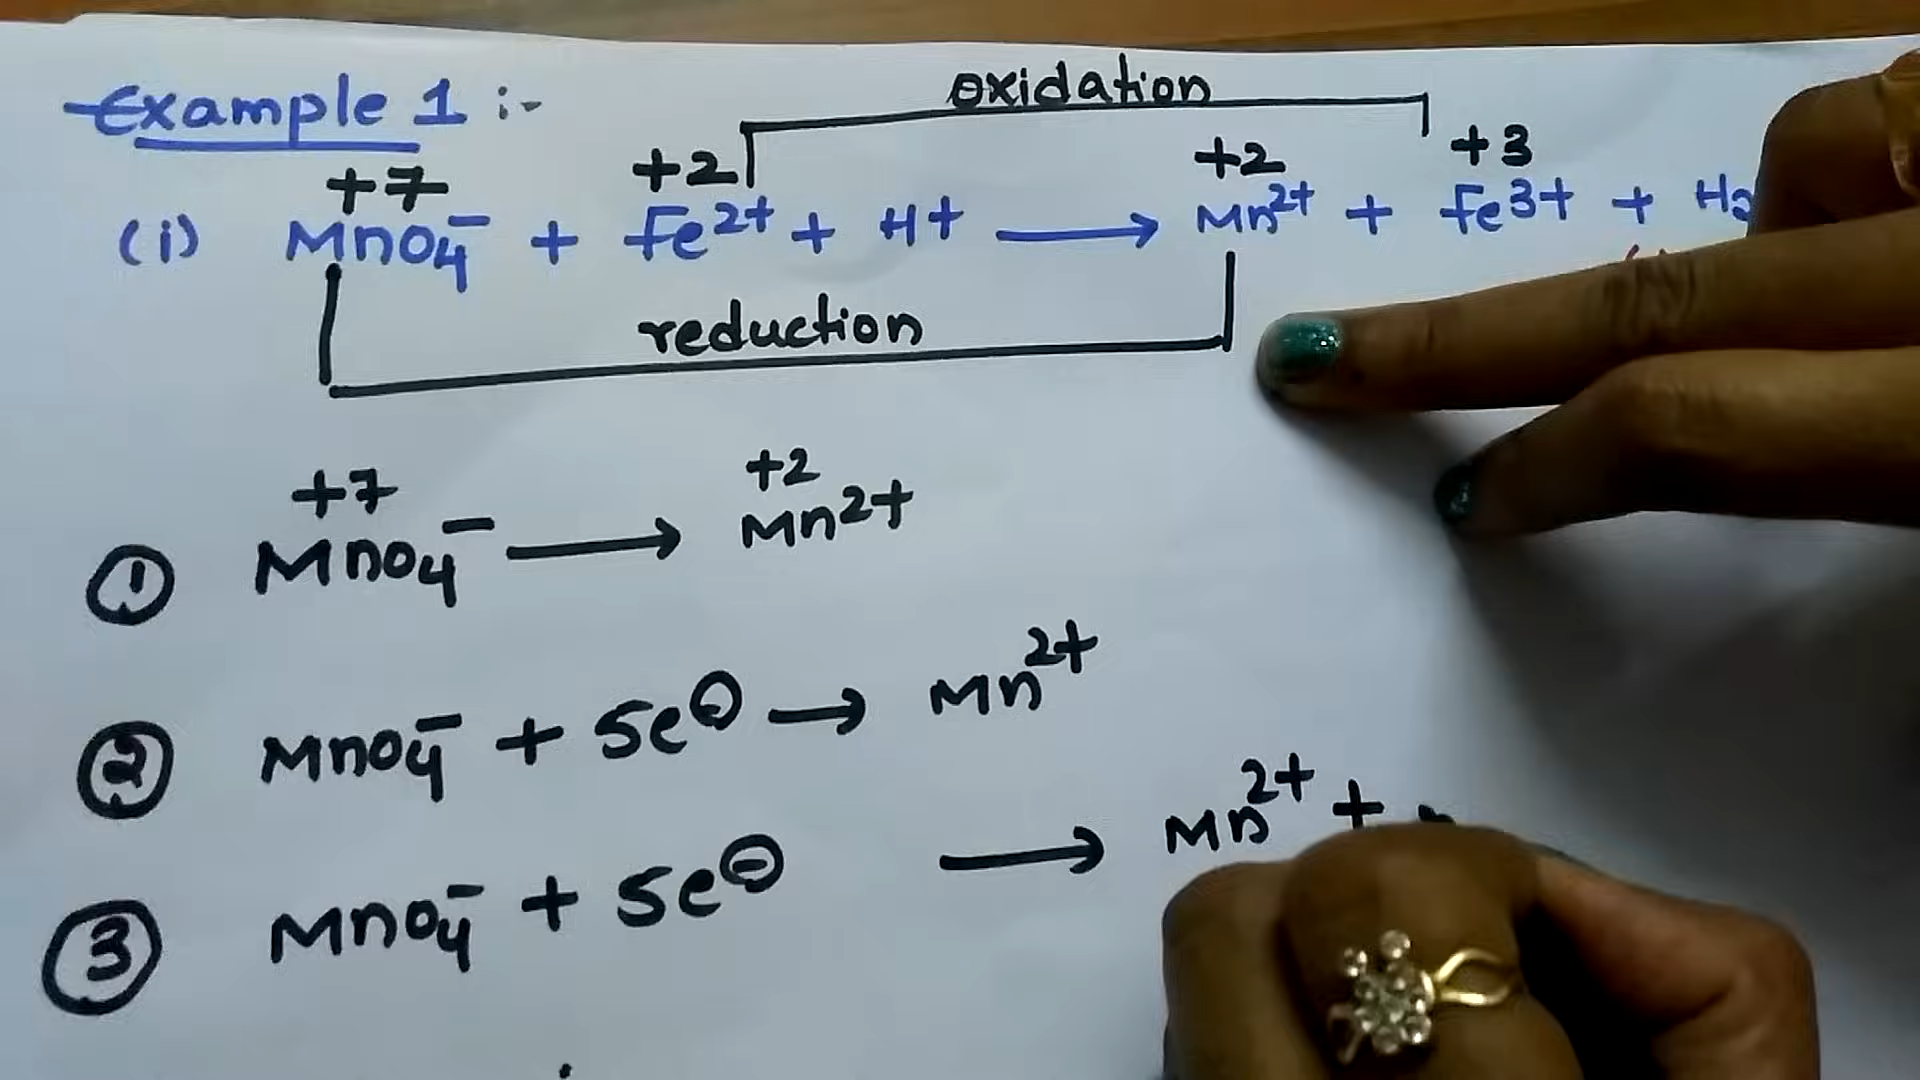 Example 1 :-
oxidation
+7 +2 +2 +3
(i) MnO₄⁻ + Fe²⁺ + H⁺ ⟶ Mn²⁺ + Fe³⁺ + H₂
reduction
+7 +2
① MnO₄⁻ ⟶ Mn²⁺
② MnO₄⁻ + 5e⊖ → Mn²⁺
③ MnO₄⁻ + 5e⊖ ⟶ Mn²⁺ +